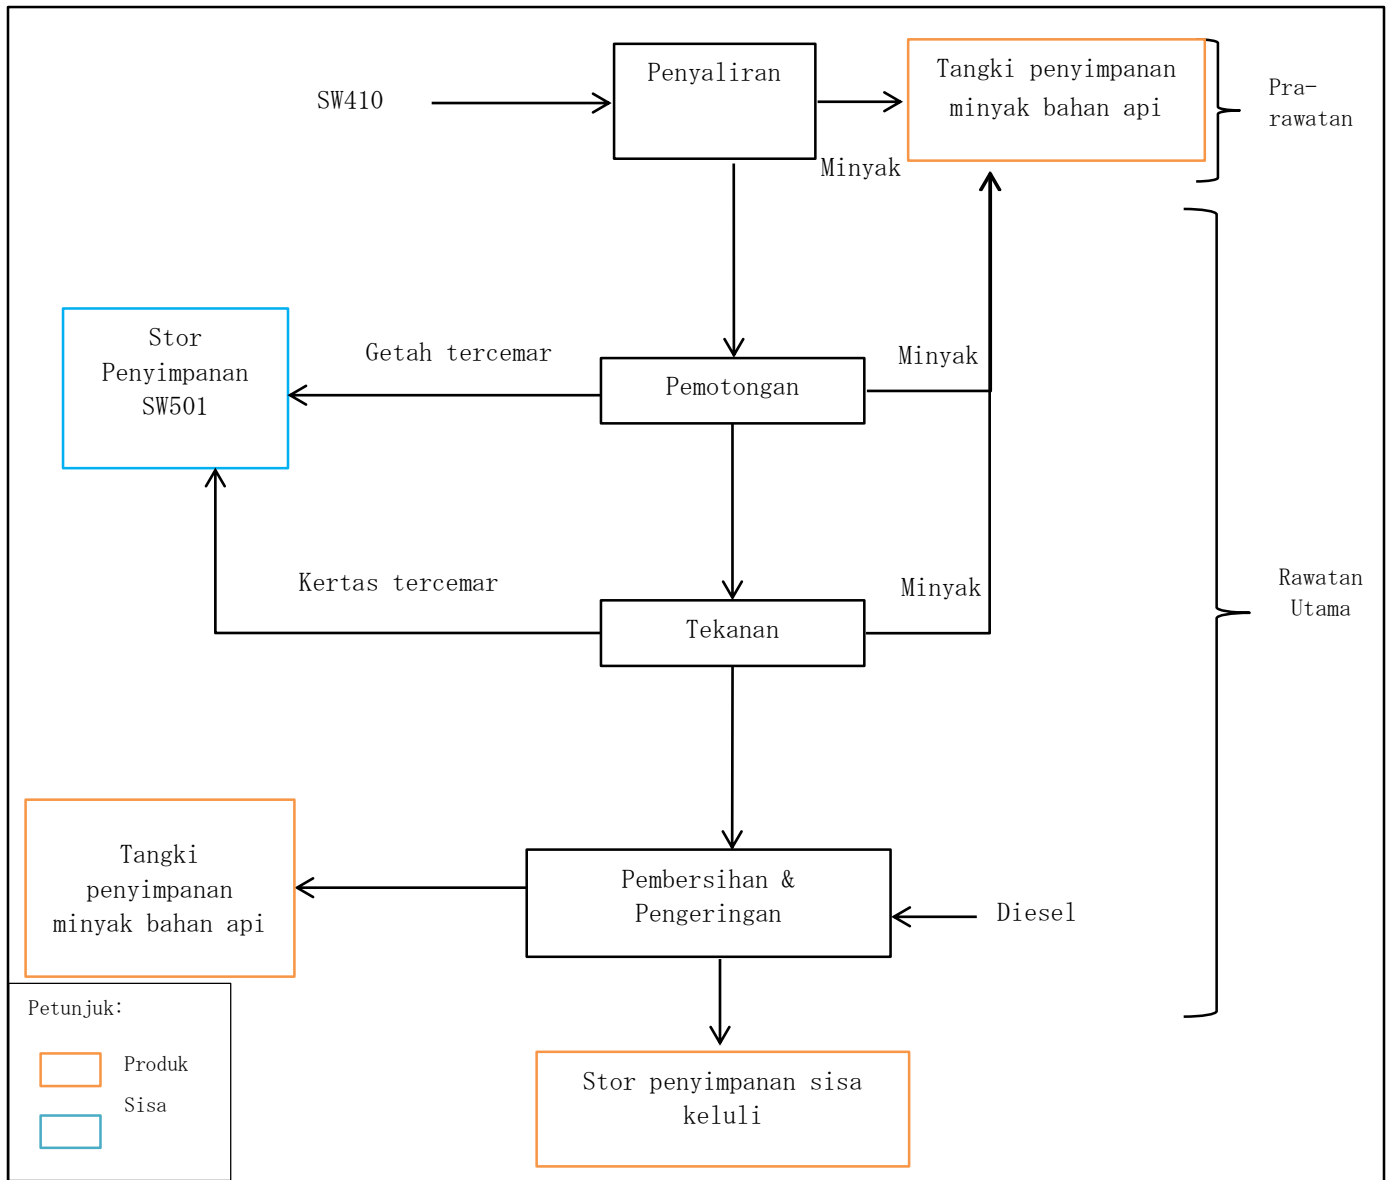 Penyaliran
Tangki penyimpanan
minyak bahan api
SW410
Pra-
rawatan
Minyak
Stor
Penyimpanan
SW501
Getah tercemar
Minyak
Pemotongan
Kertas tercemar
Minyak
Tekanan
Rawatan
Utama
Tangki
penyimpanan
minyak bahan api
Pembersihan &
Pengeringan
Diesel
Petunjuk:
Produk
Sisa
Stor penyimpanan sisa
keluli